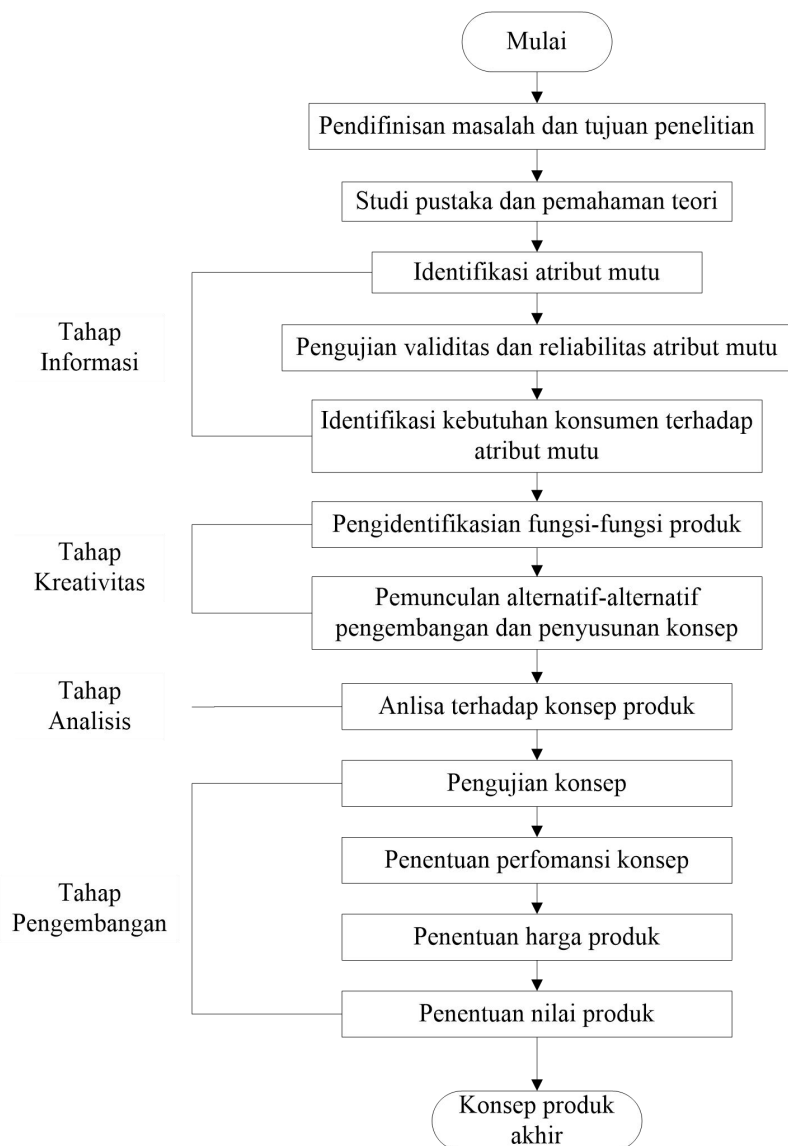 Mulai
Pendifinisan masalah dan tujuan penelitian
Studi pustaka dan pemahaman teori
Identifikasi atribut mutu
Tahap
Informasi
Pengujian validitas dan reliabilitas atribut mutu
Identifikasi kebutuhan konsumen terhadap
atribut mutu
Pengidentifikasian fungsi-fungsi produk
Tahap
Kreativitas
Pemunculan alternatif-alternatif
pengembangan dan penyusunan konsep
Tahap
Analisis
Anlisa terhadap konsep produk
Pengujian konsep
Penentuan perfomansi konsep
Tahap
Pengembangan
Penentuan harga produk
Penentuan nilai produk
Konsep produk
akhir